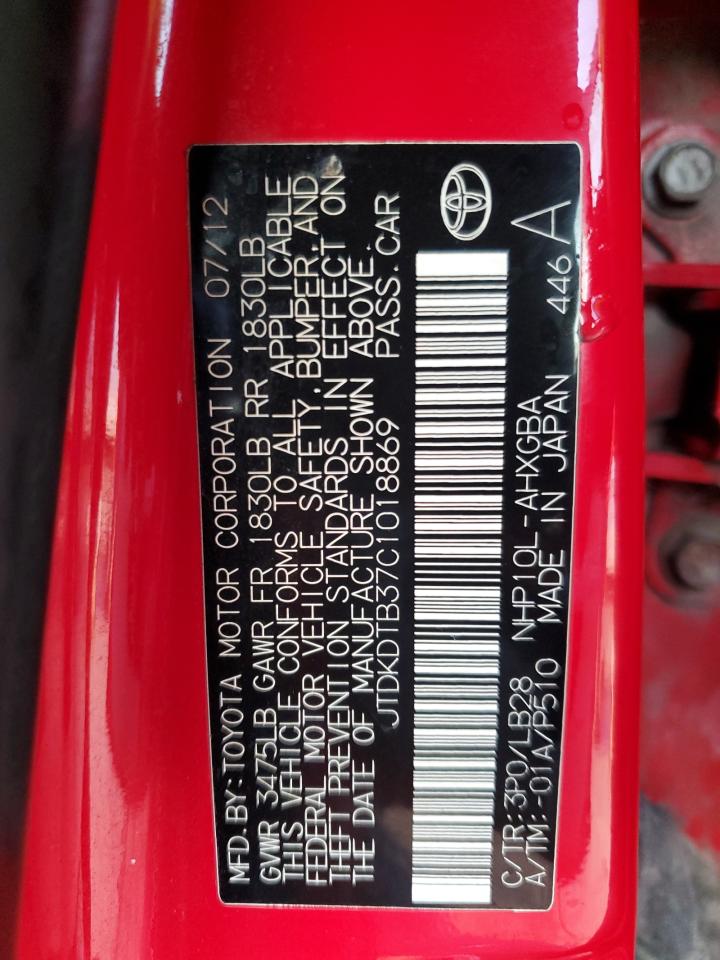 MFD.BY:TOYOTA MOTOR CORPORATION 07/12
GVWR 3475LB GAWR FR 1830LB RR 1830LB
THIS VEHICLE CONFORMS TO ALL APPLICABLE
FEDERAL MOTOR VEHICLE SAFETY,BUMPER,AND
THEFT PREVENTION STANDARDS IN EFFECT ON
THE DATE OF MANUFACTURE SHOWN ABOVE.
JTDKDTB37C1018869 PASS.CAR
C/TR:3P0/LB28 NHP10L-AHXGBA 446
A/TM:-01A/P510 MADE IN JAPAN A